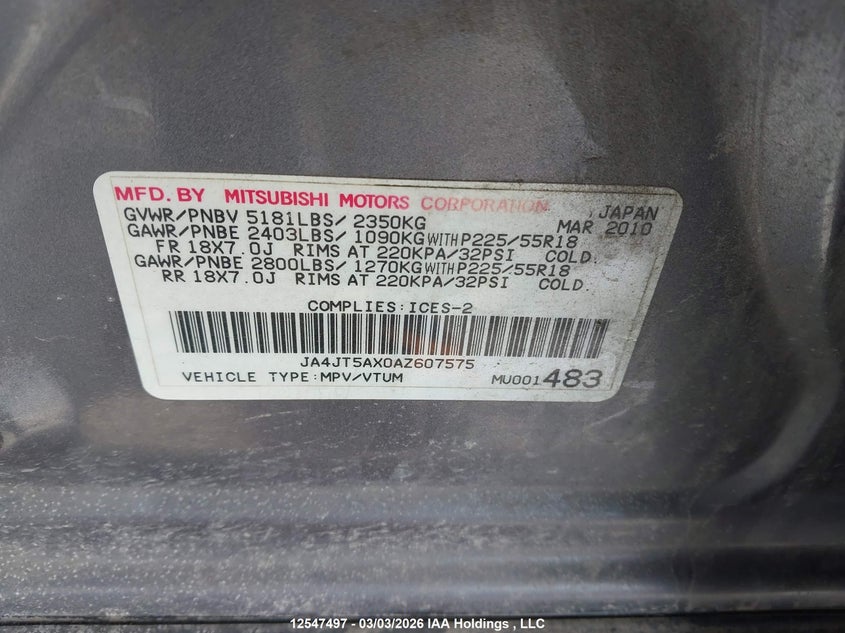 MFD. BY MITSUBISHI MOTORS CORPORATION JAPAN
GVWR/PNBV 5181LBS/ 2350KG MAR 2010
GAWR/PNBE 2403LBS/ 1090KG WITH P225/55R18
FR 18X7.0J RIMS AT 220KPA/32PSI COLD.
GAWR/PNBE 2800LBS/ 1270KG WITH P225/55R18
RR 18X7.0J RIMS AT 220KPA/32PSI COLD.
COMPLIES:ICES-2
JA4JT5AX0AZ607575
VEHICLE TYPE:MPV/VTUM MU001483
12547497 - 03/03/2026 IAA Holdings , LLC